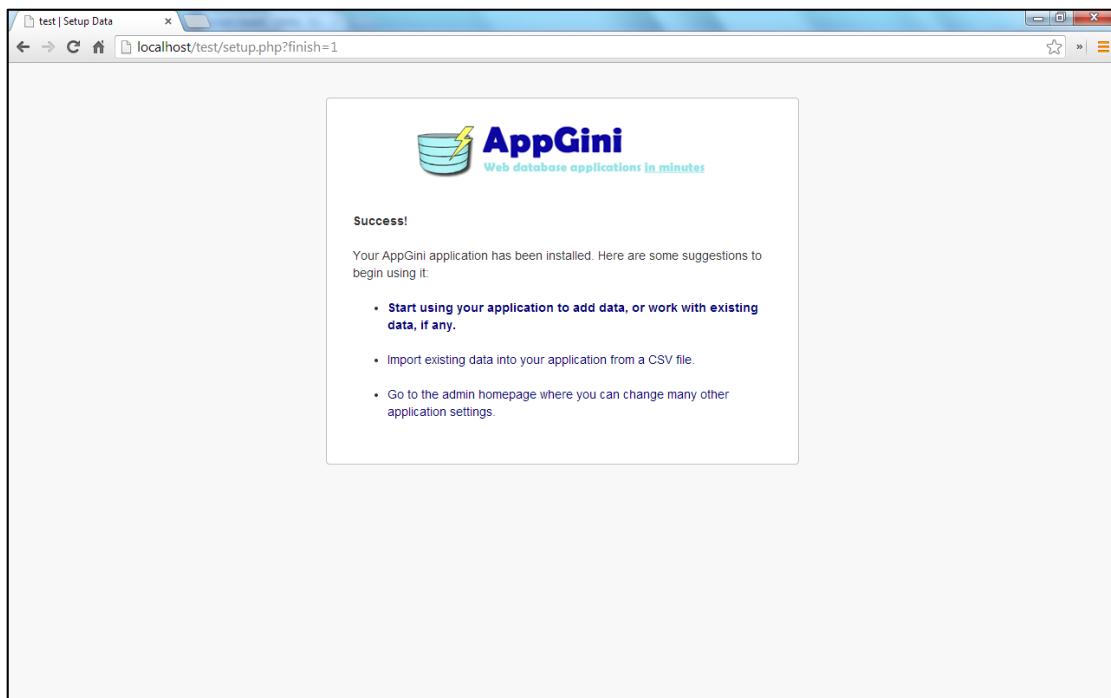 test | Setup Data
localhost/test/setup.php?finish=1
AppGini
Web database applications in minutes
Success!
Your AppGini application has been installed. Here are some suggestions to
begin using it:
Start using your application to add data, or work with existing
data, if any.
Import existing data into your application from a CSV file.
Go to the admin homepage where you can change many other
application settings.